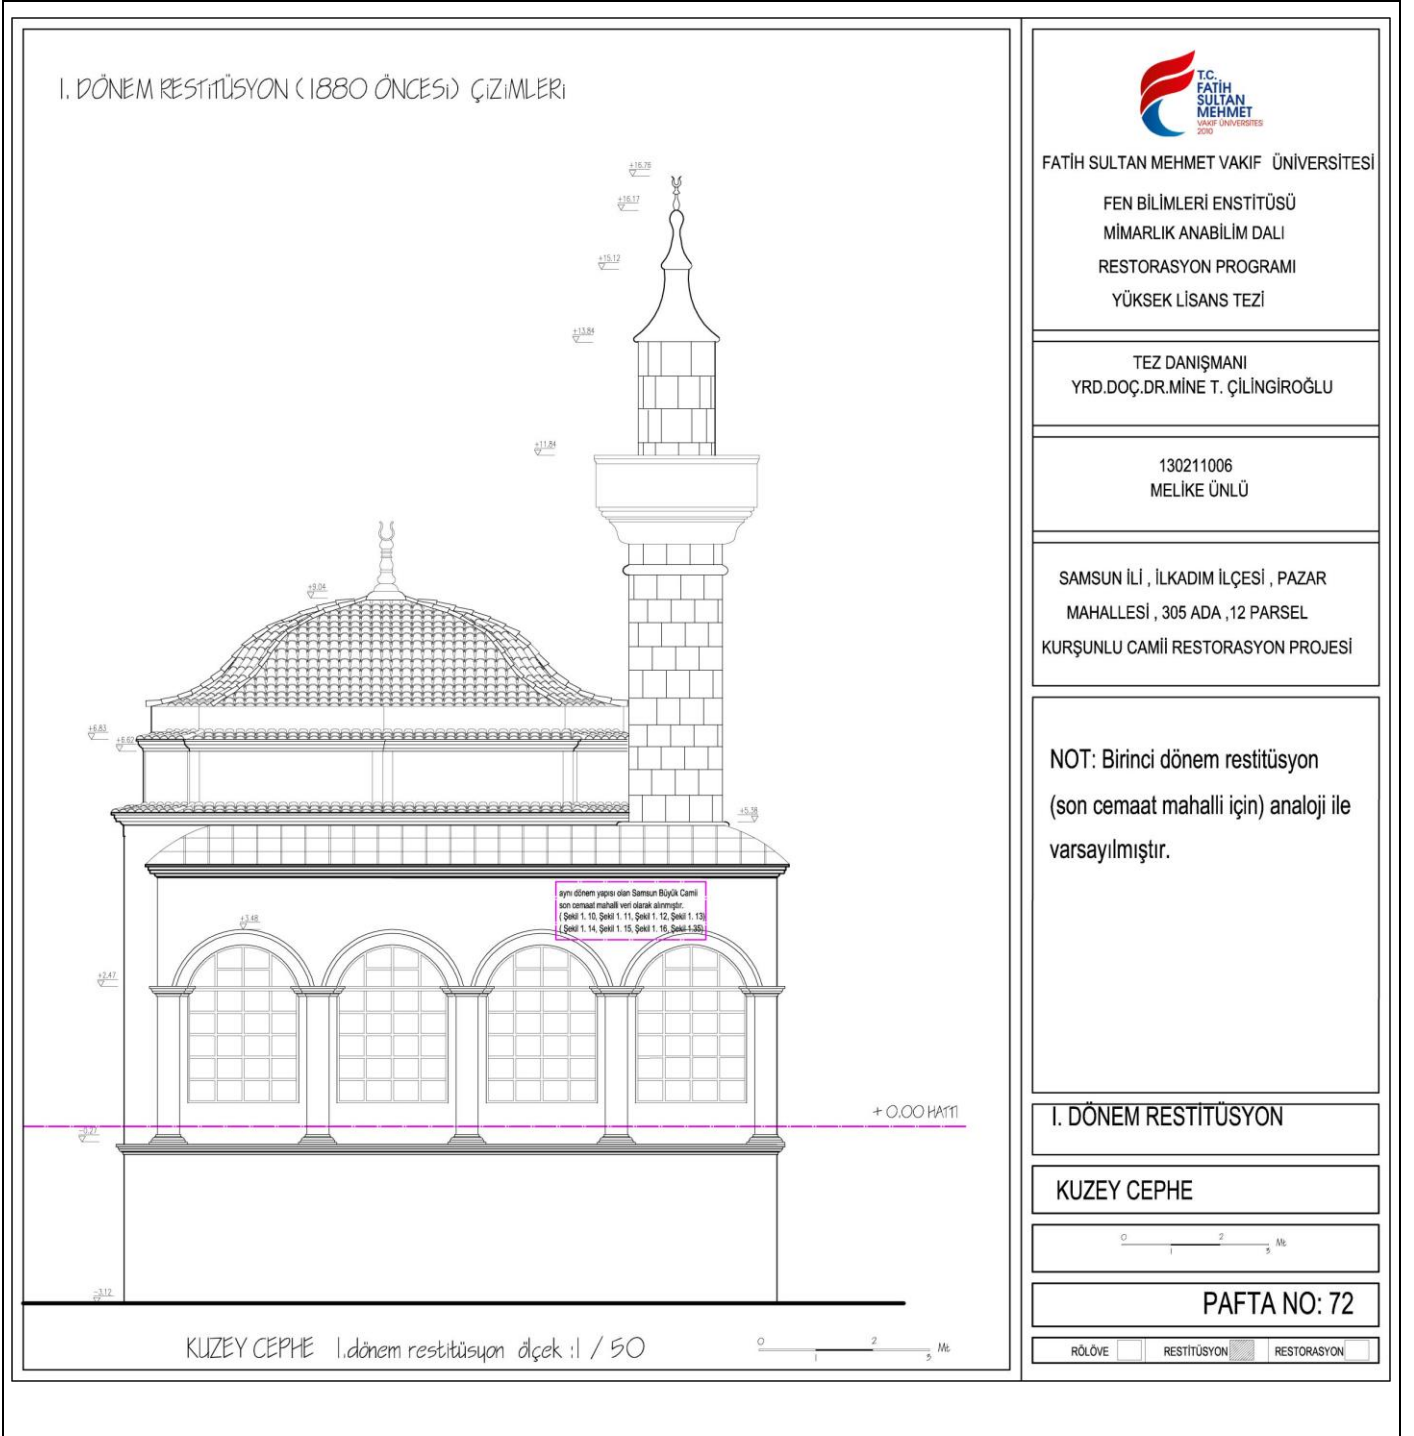 I. DÖNEM RESTİTÜSYON (1880 ÖNCESİ) ÇİZİMLERİ
+16.78
+16.17
+15.12
+13.84
+11.84
+9.04
+6.83
+6.62
+5.38
aynı dönem yapısı olan Samsun Büyük Camii
son cemaat mahalli veri olarak alınmıştır.
( Şekil 1. 10, Şekil 1. 11, Şekil 1. 12, Şekil 1. 13)
( Şekil 1. 14, Şekil 1. 15, Şekil 1. 16, Şekil 1.35)
+3.48
+2.47
+0.00 HATTI
-0.27
-3.12
KUZEY CEPHE I.dönem restitüsyon ölçek :1 / 50
0 1 2 3 Mt
T.C.
FATİH
SULTAN
MEHMET
VAKIF ÜNİVERSİTES
2010
FATİH SULTAN MEHMET VAKIF ÜNİVERSİTESİ
FEN BİLİMLERİ ENSTİTÜSÜ
MİMARLIK ANABİLİM DALI
RESTORASYON PROGRAMI
YÜKSEK LİSANS TEZİ
TEZ DANIŞMANI
YRD.DOÇ.DR.MİNE T. ÇİLİNGİROĞLU
130211006
MELİKE ÜNLÜ
SAMSUN İLİ , İLKADIM İLÇESİ , PAZAR
MAHALLESİ , 305 ADA ,12 PARSEL
KURŞUNLU CAMİİ RESTORASYON PROJESİ
NOT: Birinci dönem restitüsyon
(son cemaat mahalli için) analoji ile
varsayılmıştır.
I. DÖNEM RESTİTÜSYON
KUZEY CEPHE
0 1 2 3 Mt
PAFTA NO: 72
RÖLÖVE RESTİTÜSYON RESTORASYON